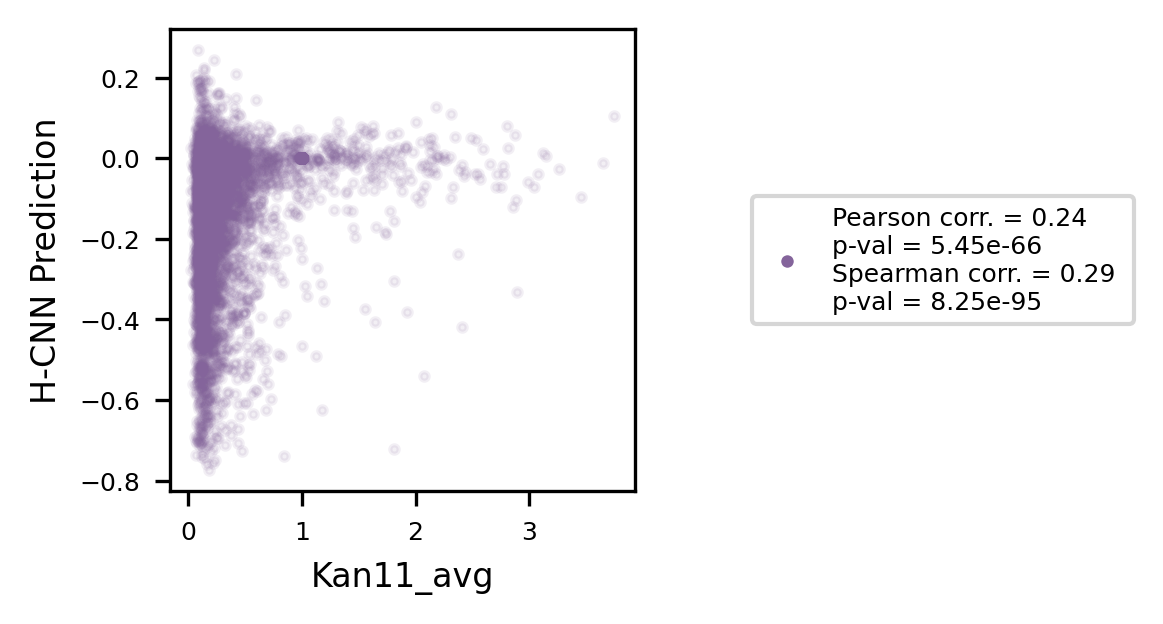 0.2
0.0
−0.2
−0.4
−0.6
−0.8
H-CNN Prediction
0 1 2 3
Kan11_avg
Pearson corr. = 0.24
p-val = 5.45e-66
Spearman corr. = 0.29
p-val = 8.25e-95